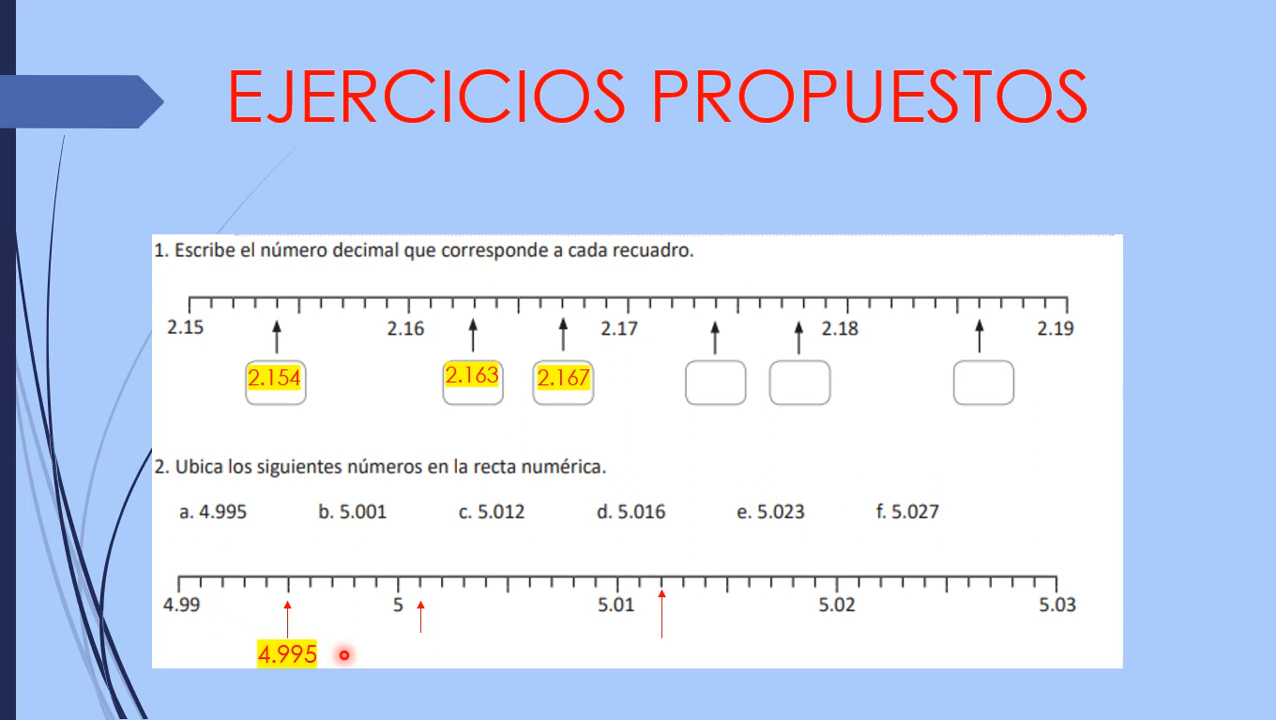 EJERCICIOS PROPUESTOS
1. Escribe el número decimal que corresponde a cada recuadro.
2.15 2.16 2.17 2.18 2.19
2.154 2.163 2.167
2. Ubica los siguientes números en la recta numérica.
a. 4.995 b. 5.001 c. 5.012 d. 5.016 e. 5.023 f. 5.027
4.99 5 5.01 5.02 5.03
4.995